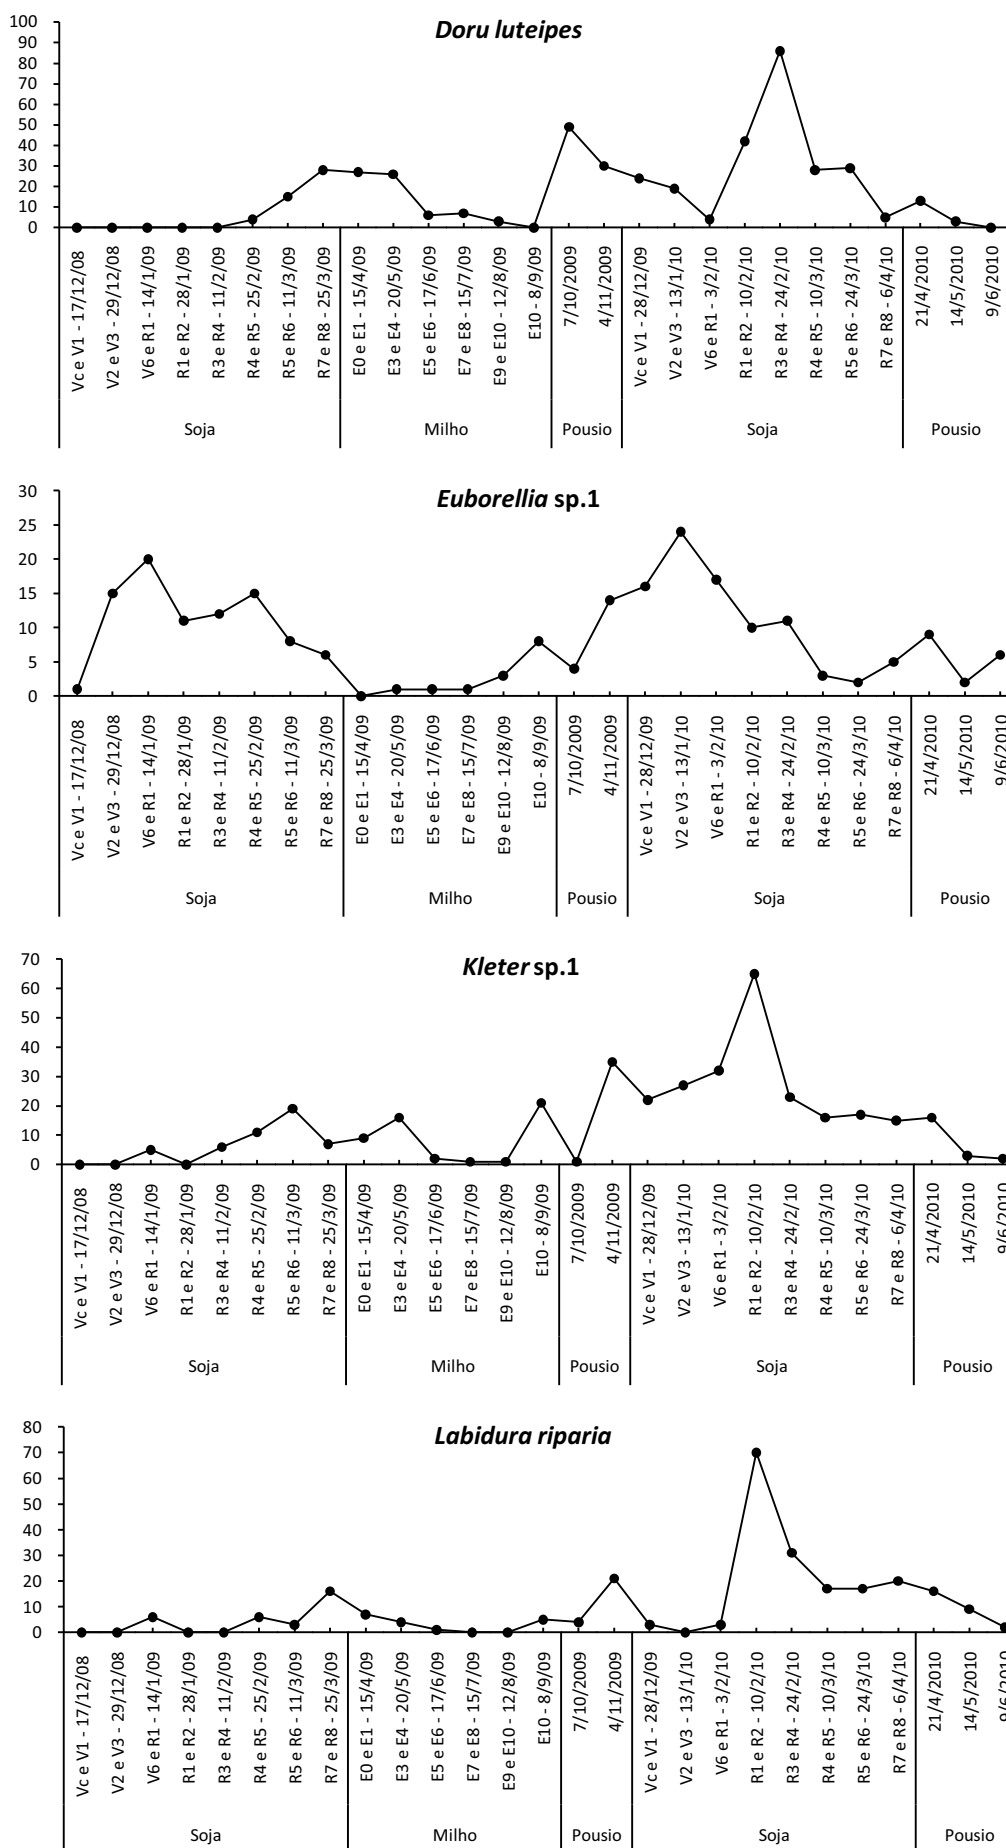 Doru luteipes
100
90
80
70
60
50
40
30
20
10
0
Vc e V1 - 17/12/08
V2 e V3 - 29/12/08
V6 e R1 - 14/1/09
R1 e R2 - 28/1/09
R3 e R4 - 11/2/09
R4 e R5 - 25/2/09
R5 e R6 - 11/3/09
R7 e R8 - 25/3/09
E0 e E1 - 15/4/09
E3 e E4 - 20/5/09
E5 e E6 - 17/6/09
E7 e E8 - 15/7/09
E9 e E10 - 12/8/09
E10 - 8/9/09
7/10/2009
4/11/2009
Vc e V1 - 28/12/09
V2 e V3 - 13/1/10
V6 e R1 - 3/2/10
R1 e R2 - 10/2/10
R3 e R4 - 24/2/10
R4 e R5 - 10/3/10
R5 e R6 - 24/3/10
R7 e R8 - 6/4/10
21/4/2010
14/5/2010
9/6/2010
Soja Milho Pousio Soja Pousio
Euborellia sp.1
30
25
20
15
10
5
0
Vc e V1 - 17/12/08
V2 e V3 - 29/12/08
V6 e R1 - 14/1/09
R1 e R2 - 28/1/09
R3 e R4 - 11/2/09
R4 e R5 - 25/2/09
R5 e R6 - 11/3/09
R7 e R8 - 25/3/09
E0 e E1 - 15/4/09
E3 e E4 - 20/5/09
E5 e E6 - 17/6/09
E7 e E8 - 15/7/09
E9 e E10 - 12/8/09
E10 - 8/9/09
7/10/2009
4/11/2009
Vc e V1 - 28/12/09
V2 e V3 - 13/1/10
V6 e R1 - 3/2/10
R1 e R2 - 10/2/10
R3 e R4 - 24/2/10
R4 e R5 - 10/3/10
R5 e R6 - 24/3/10
R7 e R8 - 6/4/10
21/4/2010
14/5/2010
9/6/2010
Soja Milho Pousio Soja Pousio
Kleter sp.1
70
60
50
40
30
20
10
0
Vc e V1 - 17/12/08
V2 e V3 - 29/12/08
V6 e R1 - 14/1/09
R1 e R2 - 28/1/09
R3 e R4 - 11/2/09
R4 e R5 - 25/2/09
R5 e R6 - 11/3/09
R7 e R8 - 25/3/09
E0 e E1 - 15/4/09
E3 e E4 - 20/5/09
E5 e E6 - 17/6/09
E7 e E8 - 15/7/09
E9 e E10 - 12/8/09
E10 - 8/9/09
7/10/2009
4/11/2009
Vc e V1 - 28/12/09
V2 e V3 - 13/1/10
V6 e R1 - 3/2/10
R1 e R2 - 10/2/10
R3 e R4 - 24/2/10
R4 e R5 - 10/3/10
R5 e R6 - 24/3/10
R7 e R8 - 6/4/10
21/4/2010
14/5/2010
9/6/2010
Soja Milho Pousio Soja Pousio
Labidura riparia
80
70
60
50
40
30
20
10
0
Vc e V1 - 17/12/08
V2 e V3 - 29/12/08
V6 e R1 - 14/1/09
R1 e R2 - 28/1/09
R3 e R4 - 11/2/09
R4 e R5 - 25/2/09
R5 e R6 - 11/3/09
R7 e R8 - 25/3/09
E0 e E1 - 15/4/09
E3 e E4 - 20/5/09
E5 e E6 - 17/6/09
E7 e E8 - 15/7/09
E9 e E10 - 12/8/09
E10 - 8/9/09
7/10/2009
4/11/2009
Vc e V1 - 28/12/09
V2 e V3 - 13/1/10
V6 e R1 - 3/2/10
R1 e R2 - 10/2/10
R3 e R4 - 24/2/10
R4 e R5 - 10/3/10
R5 e R6 - 24/3/10
R7 e R8 - 6/4/10
21/4/2010
14/5/2010
9/6/2010
Soja Milho Pousio Soja Pousio